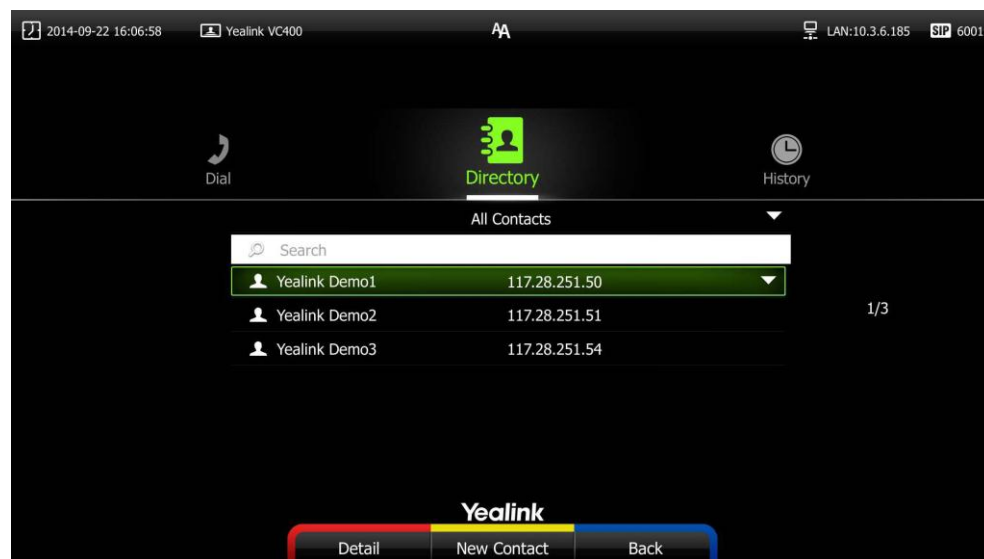 2014-09-22 16:06:58 Yealink VC400 AA LAN:10.3.6.185 SIP 6001
Dial Directory History
All Contacts
Search
Yealink Demo1 117.28.251.50
1/3
Yealink Demo2 117.28.251.51
Yealink Demo3 117.28.251.54
Yealink
Detail New Contact Back